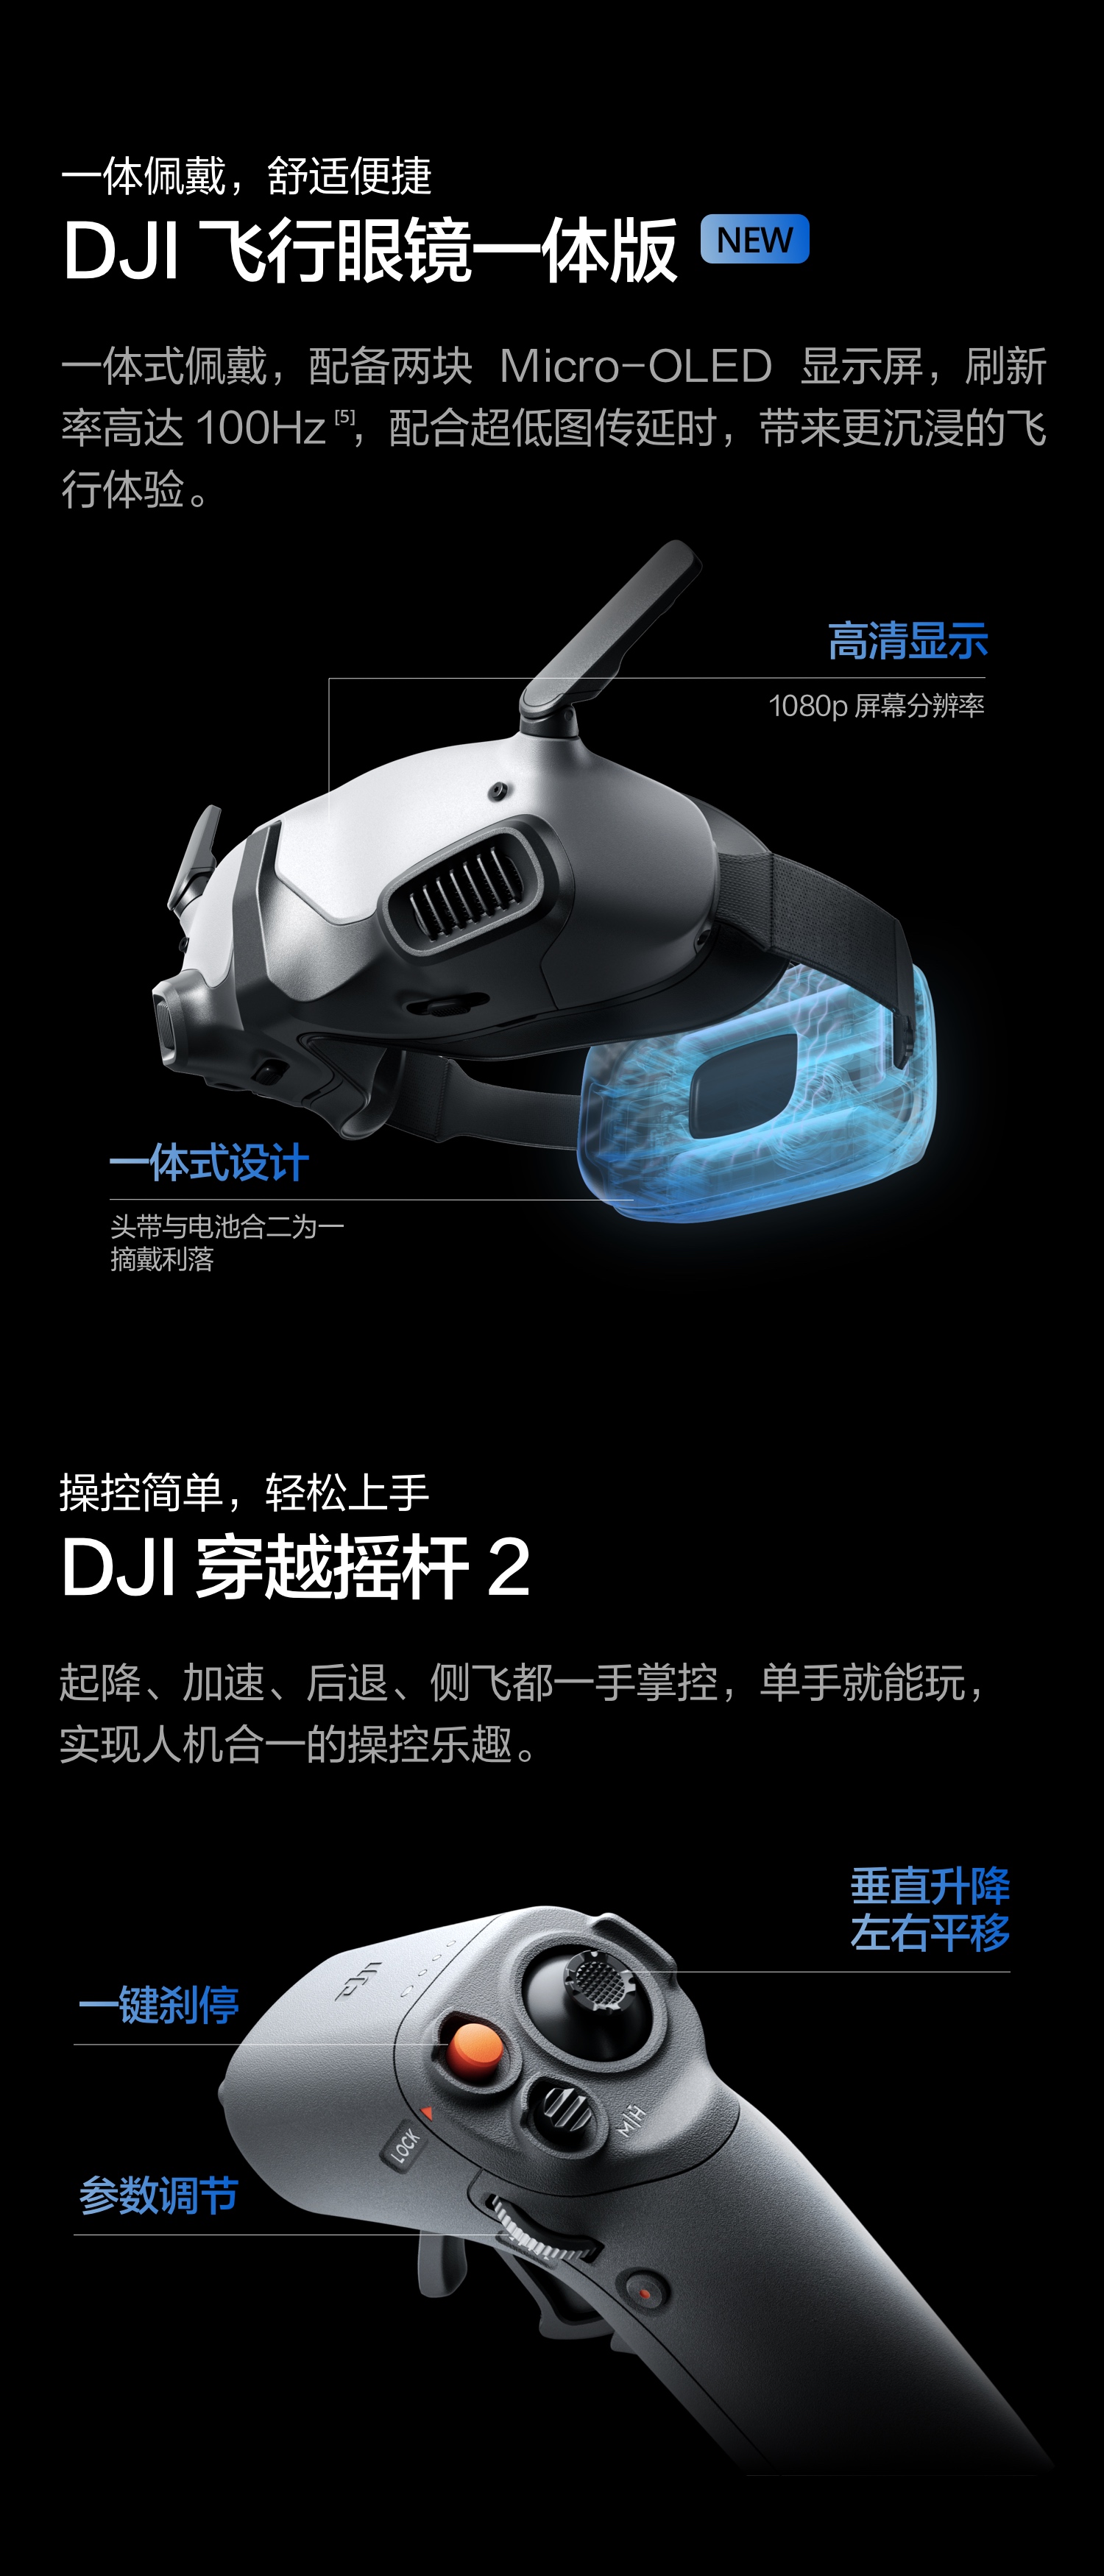 一体佩戴，舒适便捷
DJI 飞行眼镜一体版 NEW
一体式佩戴，配备两块 Micro-OLED 显示屏，刷新
率高达 100Hz [5]，配合超低图传延时，带来更沉浸的飞
行体验。
高清显示
1080p 屏幕分辨率
一体式设计
头带与电池合二为一
摘戴利落
操控简单，轻松上手
DJI 穿越摇杆 2
起降、加速、后退、侧飞都一手掌控，单手就能玩，
实现人机合一的操控乐趣。
垂直升降
左右平移
一键刹停
dji
M|H
LOCK
参数调节